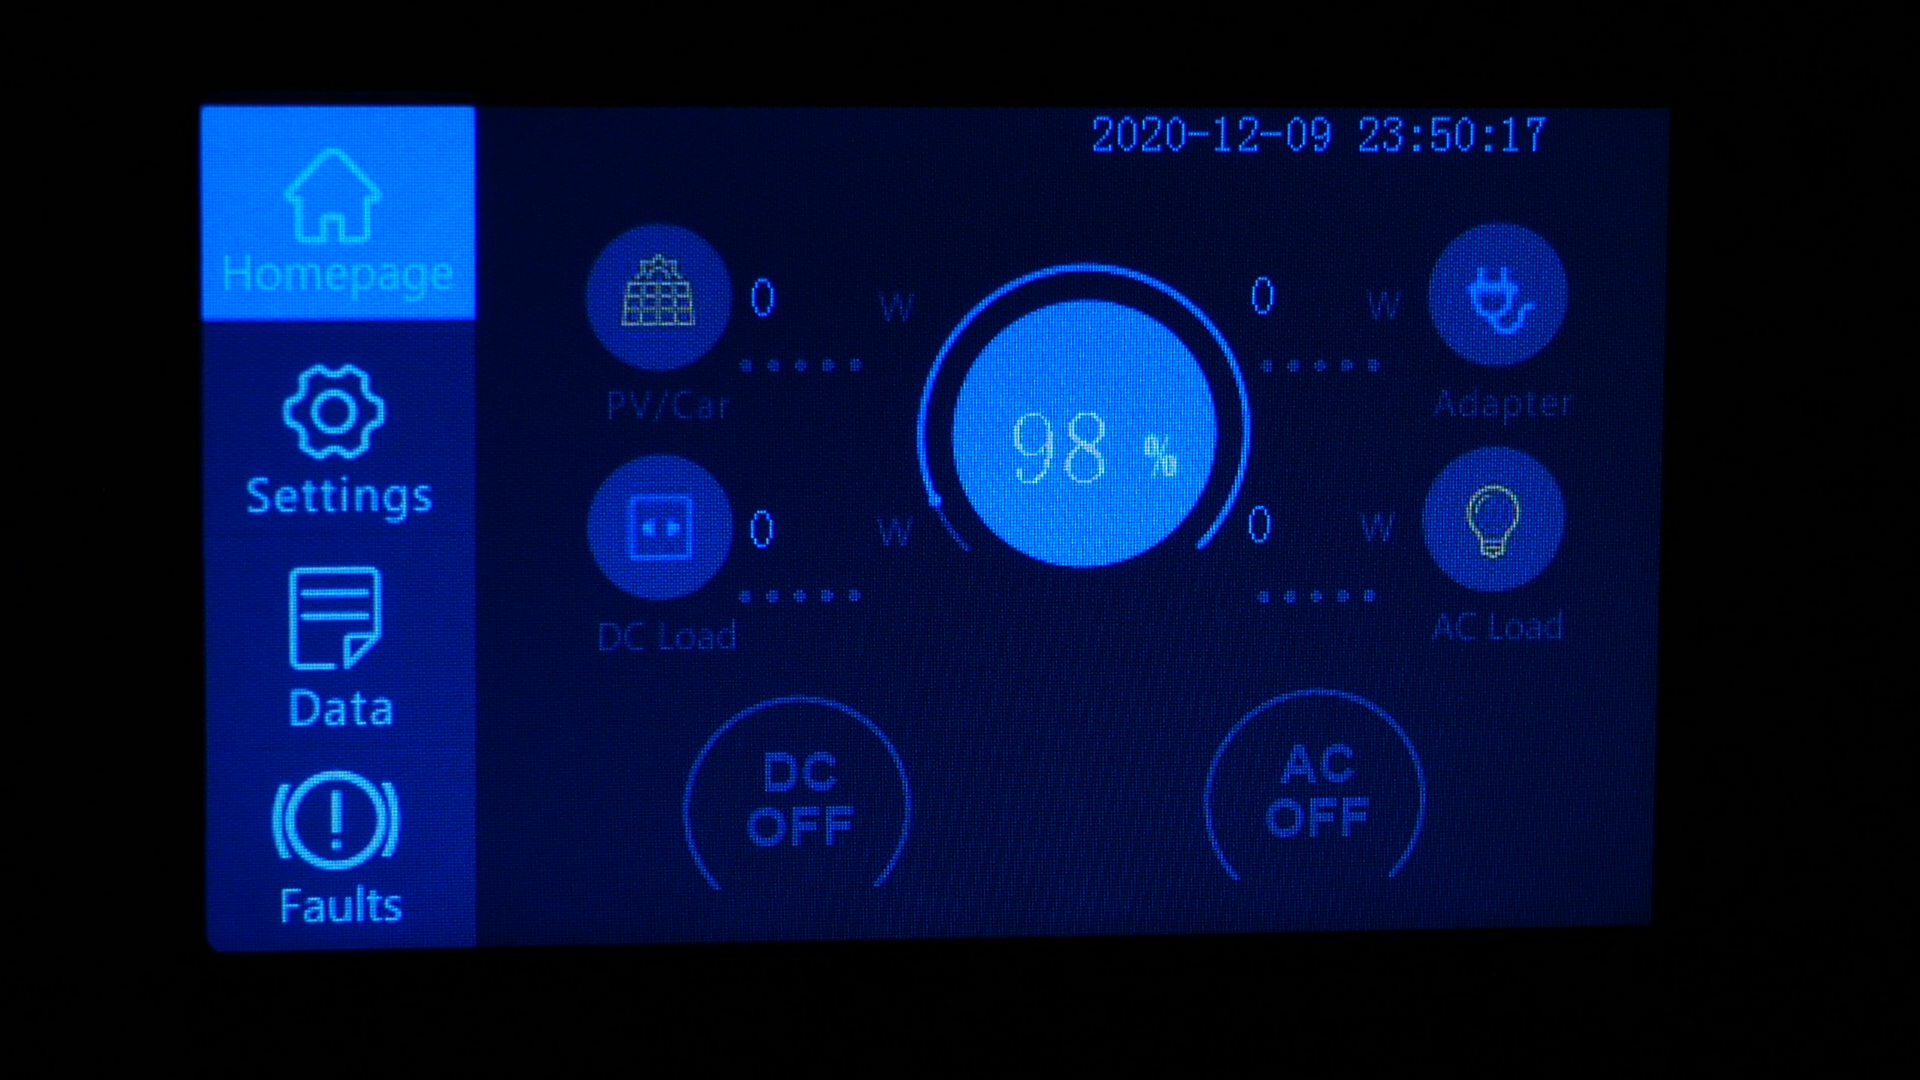 2020-12-09 23:50:17
Homepage
Settings
Data
Faults
0 W
PV/Car
0 W
DC Load
98 %
0 W
Adapter
0 W
AC Load
DC
OFF
AC
OFF